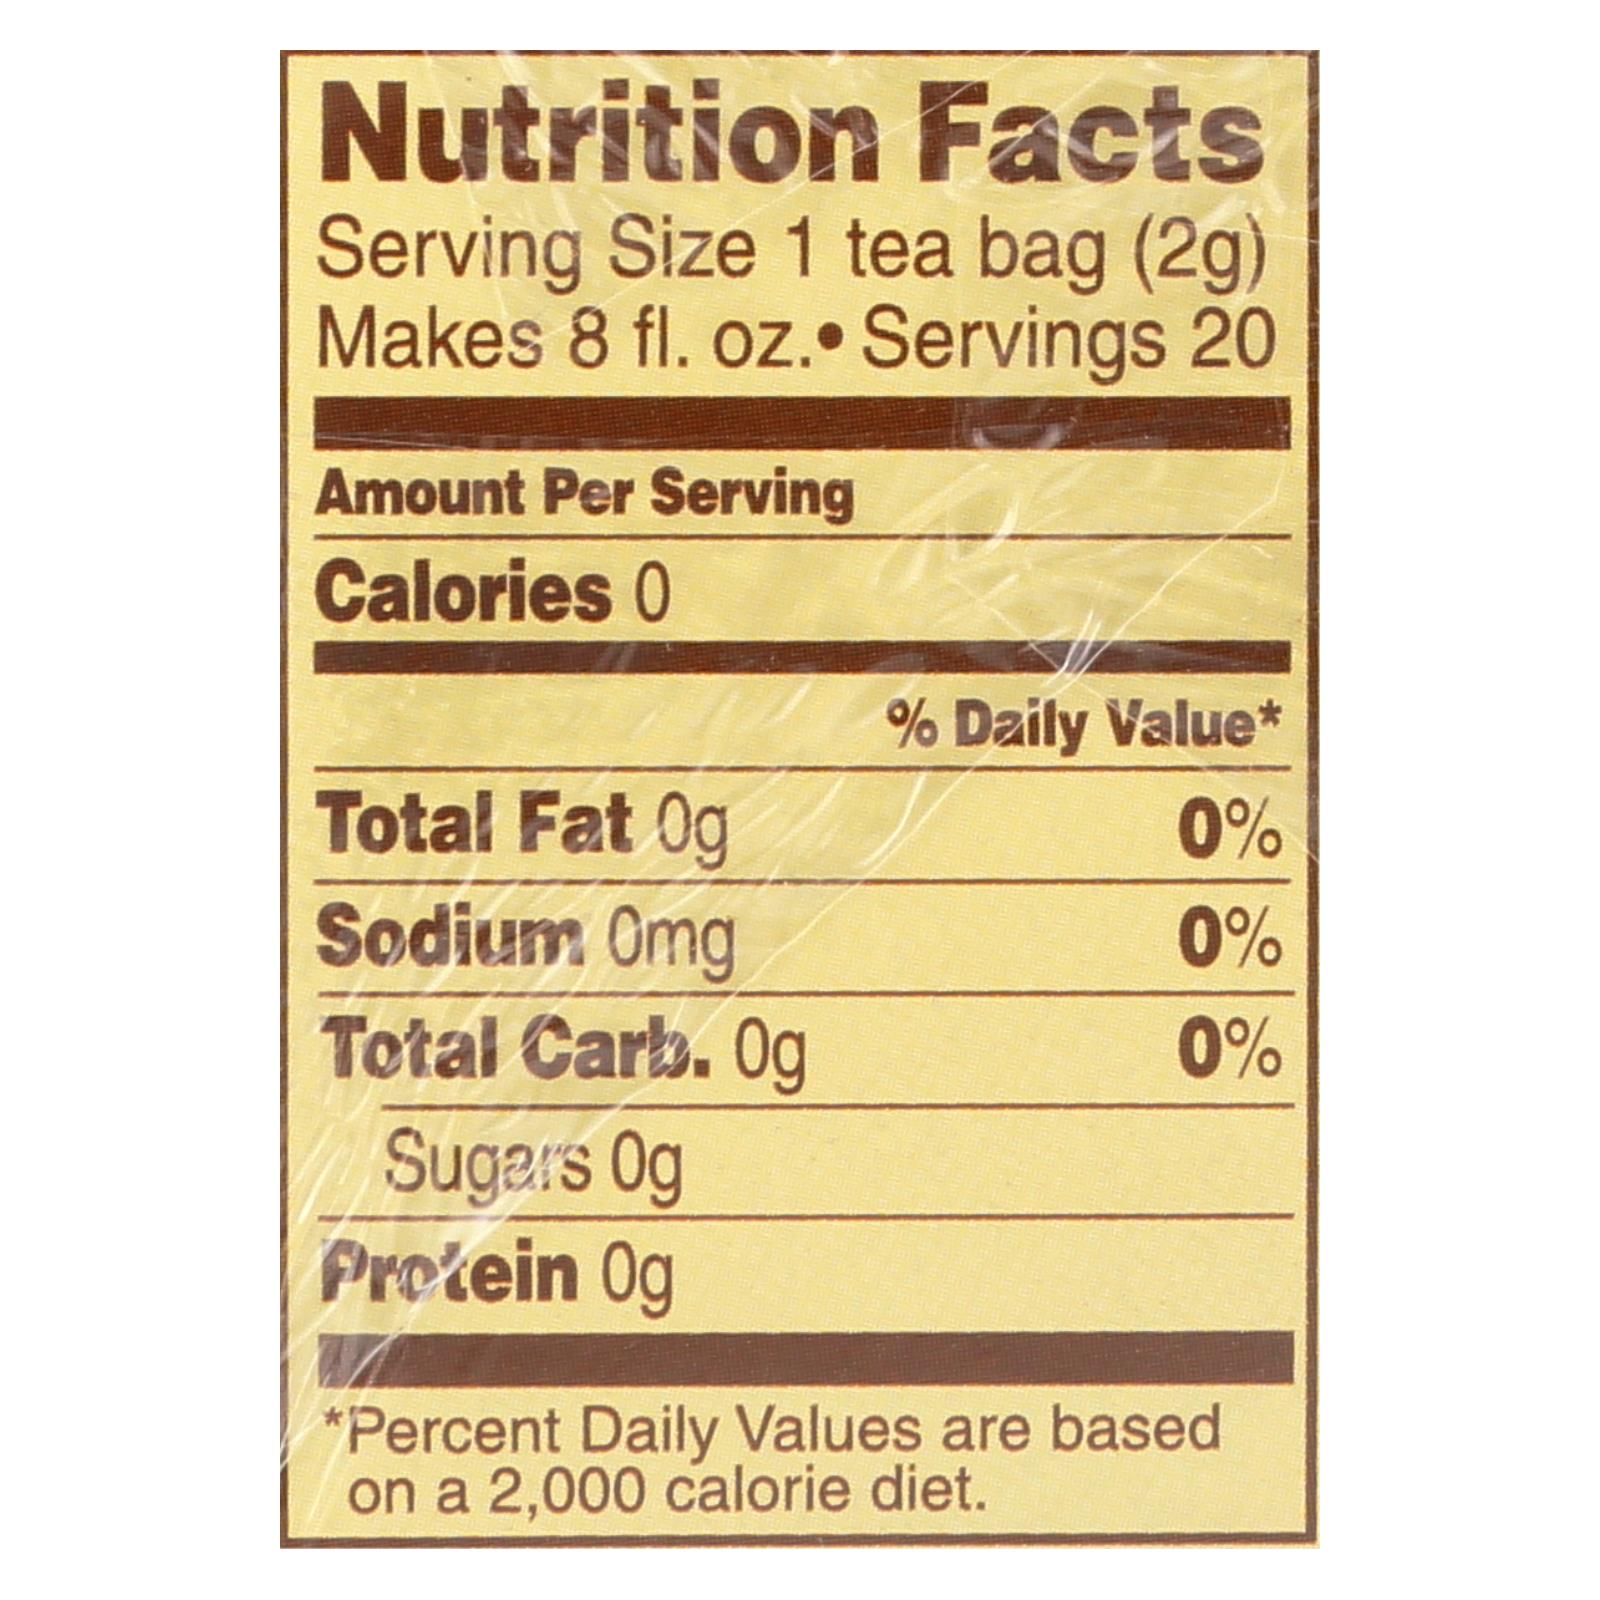 Nutrition Facts
Serving Size 1 tea bag (2g)
Makes 8 fl. oz.• Servings 20
Amount Per Serving
Calories 0
% Daily Value*
Total Fat 0g 0%
Sodium 0mg 0%
Total Carb. 0g 0%
Sugars 0g
Protein 0g
*Percent Daily Values are based
on a 2,000 calorie diet.